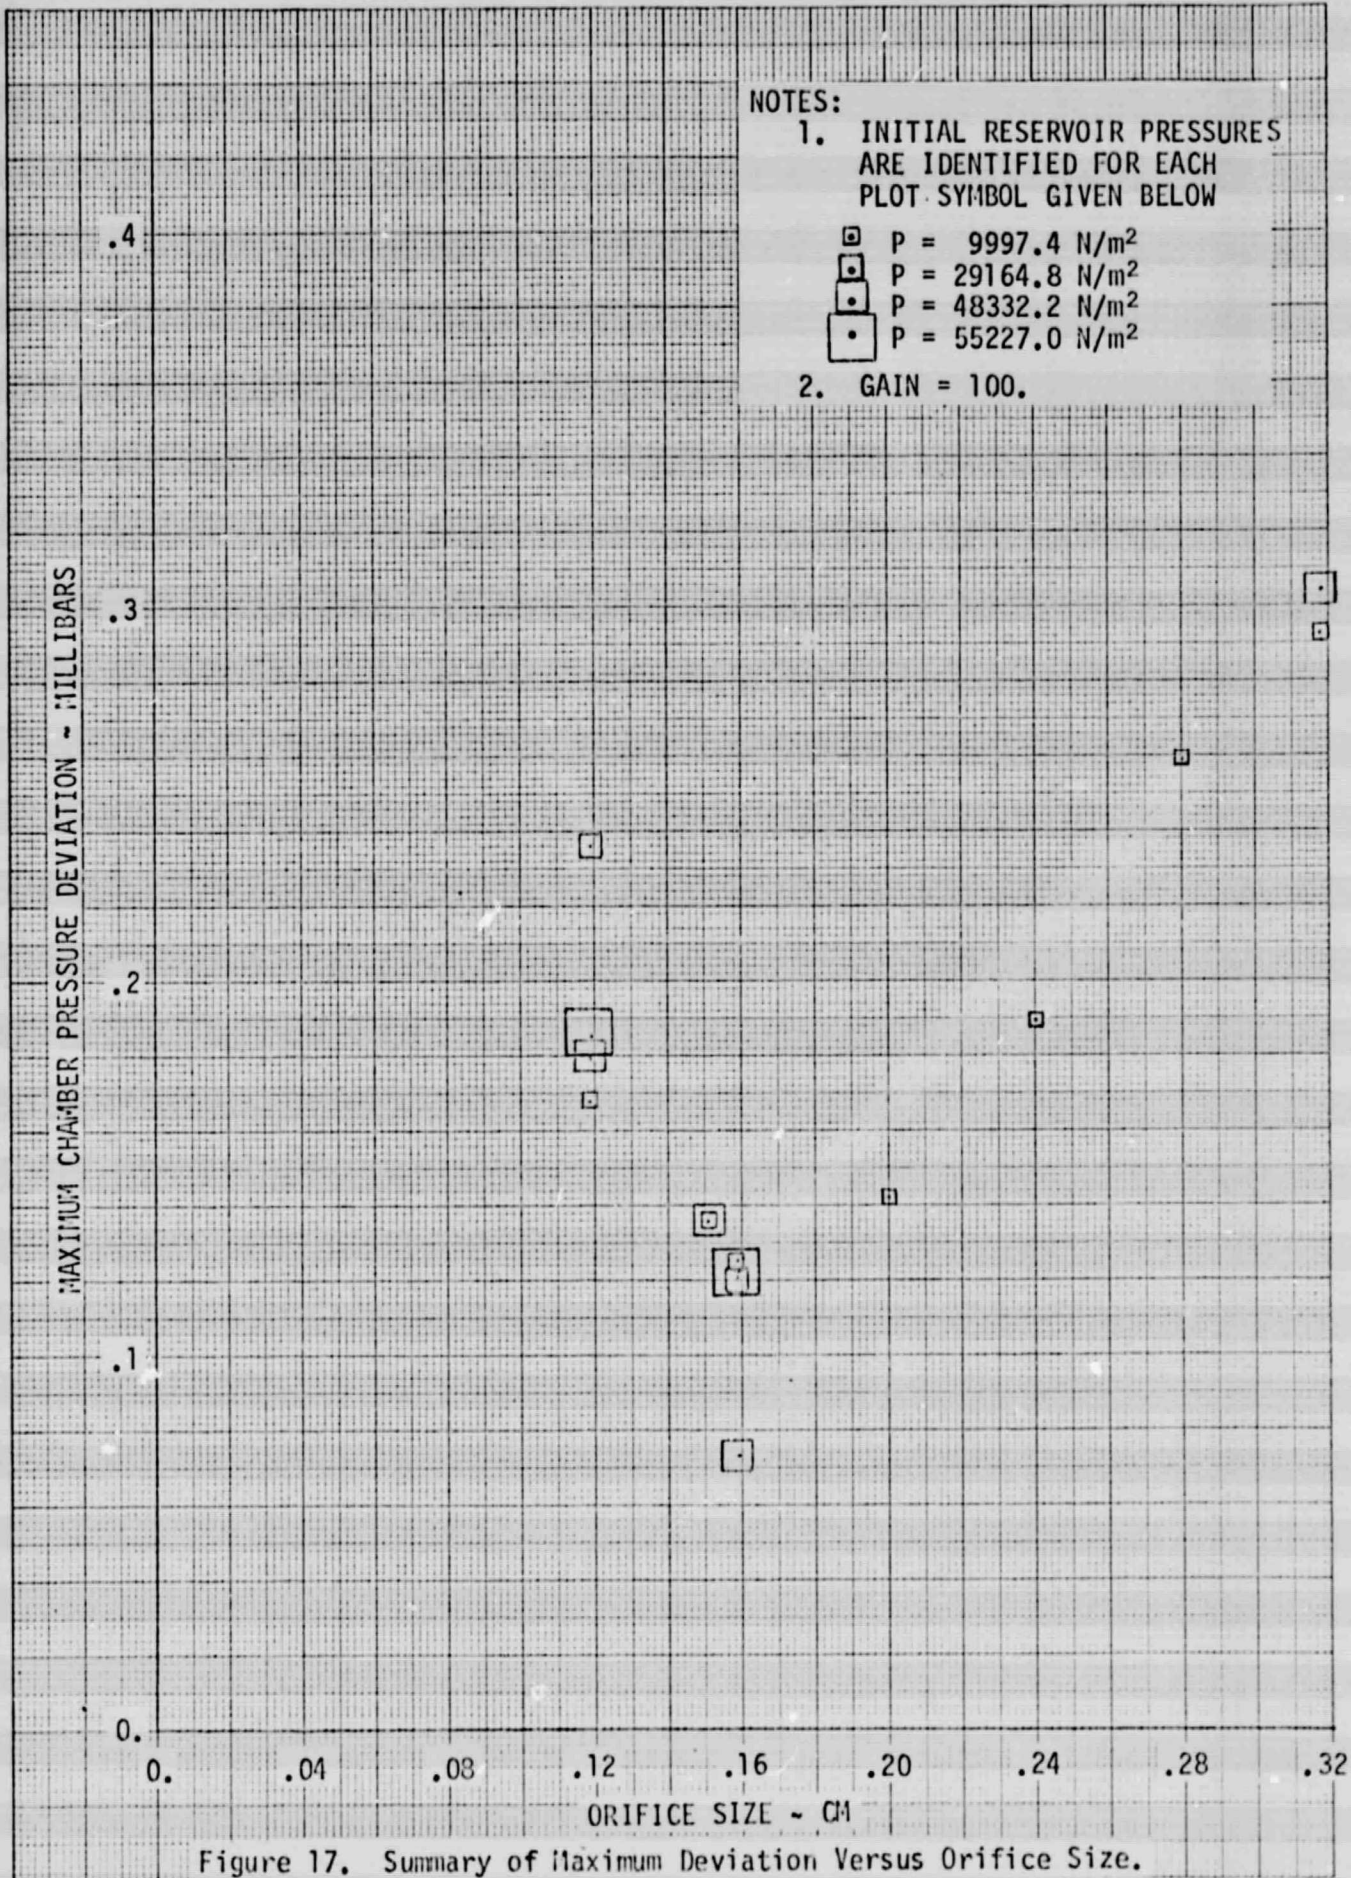 NOTES:
1. INITIAL RESERVOIR PRESSURES
ARE IDENTIFIED FOR EACH
PLOT SYMBOL GIVEN BELOW
P = 9997.4 N/m²
P = 29164.8 N/m²
P = 48332.2 N/m²
P = 55227.0 N/m²
2. GAIN = 100.
MAXIMUM CHAMBER PRESSURE DEVIATION ~ MILLIBARS
.4
.3
.2
.1
0.
0. .04 .08 .12 .16 .20 .24 .28 .32
ORIFICE SIZE ~ CM
Figure 17. Summary of Maximum Deviation Versus Orifice Size.